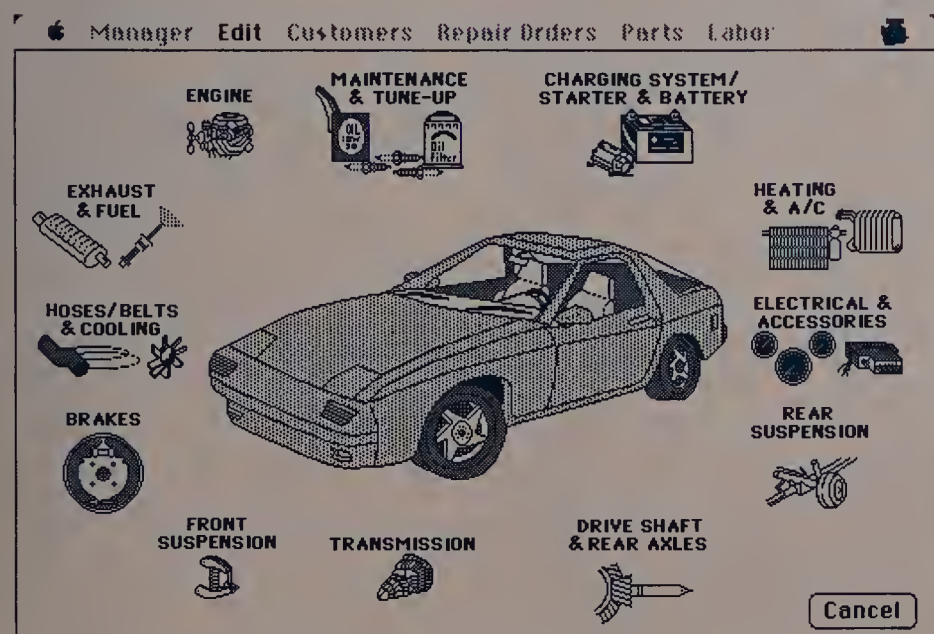 Manager Edit Customers Repair Orders Parts Labor
ENGINE
MAINTENANCE
& TUNE-UP
OIL
10W
30
Oil
Filter
CHARGING SYSTEM/
STARTER & BATTERY
EXHAUST
& FUEL
HEATING
& A/C
HOSES/BELTS
& COOLING
ELECTRICAL &
ACCESSORIES
BRAKES
REAR
SUSPENSION
FRONT
SUSPENSION
TRANSMISSION
DRIVE SHAFT
& REAR AXLES
Cancel